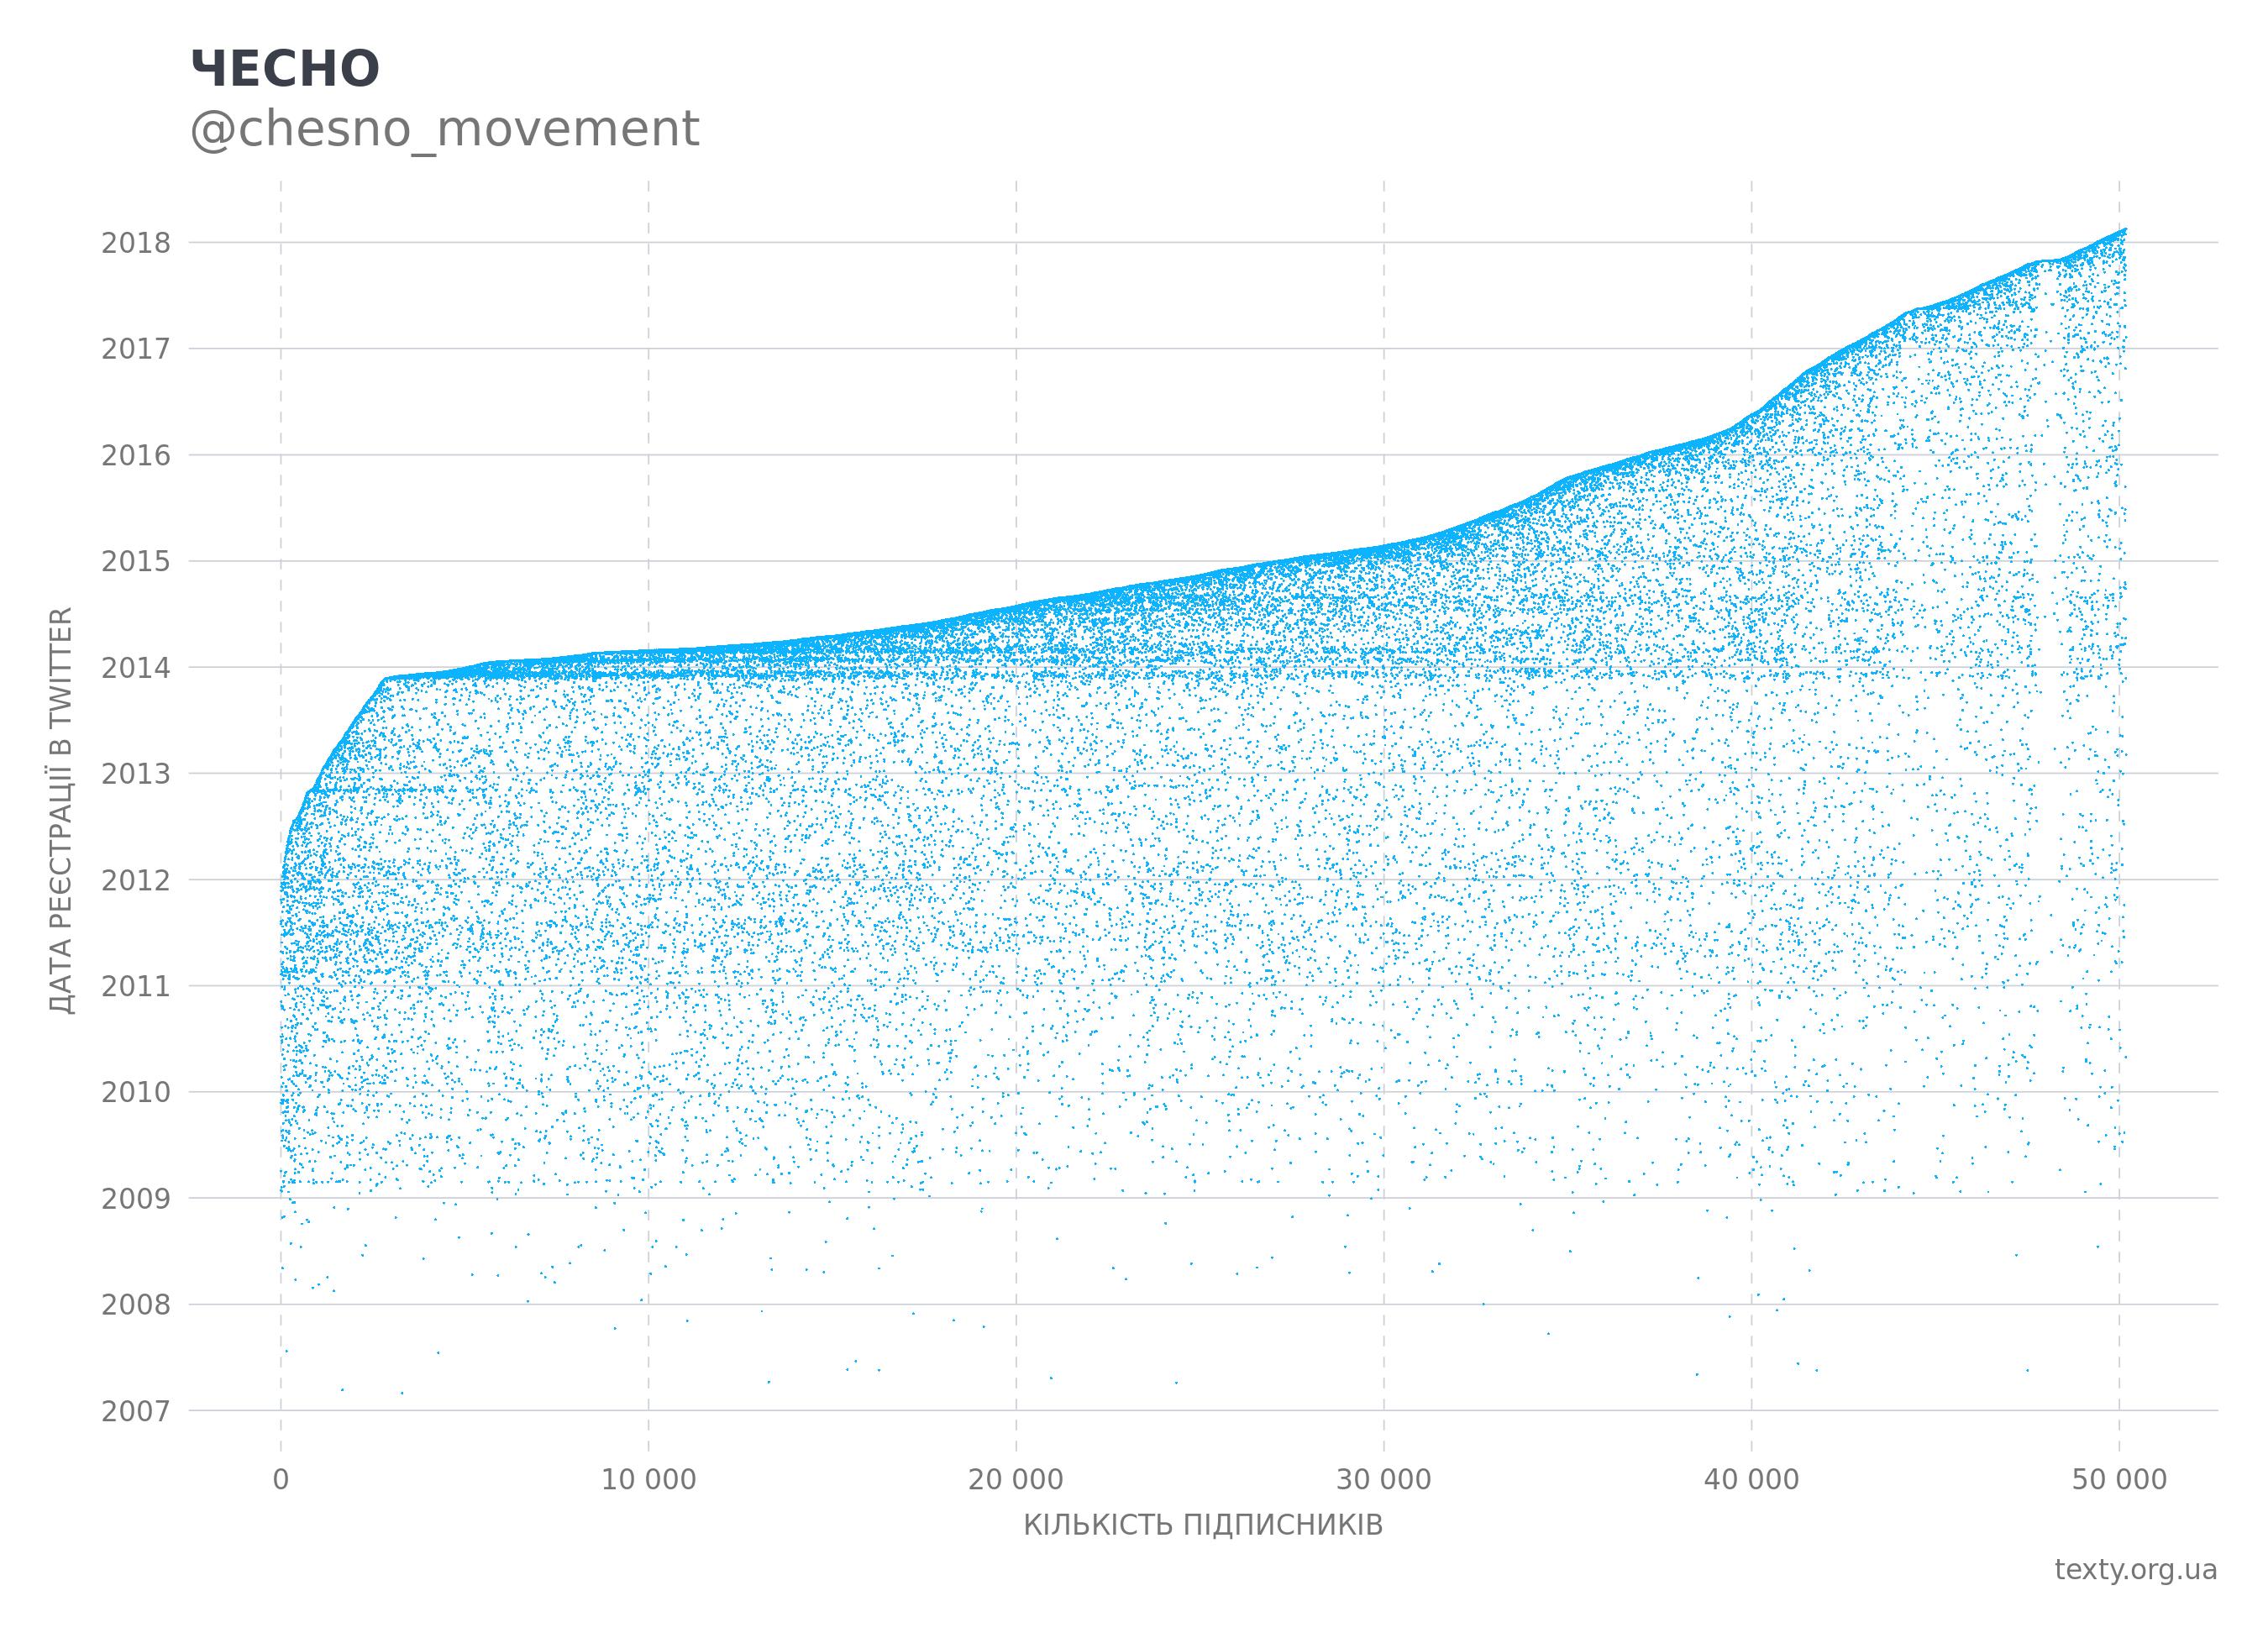 ЧЕСНО
@chesno_movement
ДАТА РЕЄСТРАЦІЇ В TWITTER
2018
2017
2016
2015
2014
2013
2012
2011
2010
2009
2008
2007
0 10 000 20 000 30 000 40 000 50 000
КІЛЬКІСТЬ ПІДПИСНИКІВ
texty.org.ua